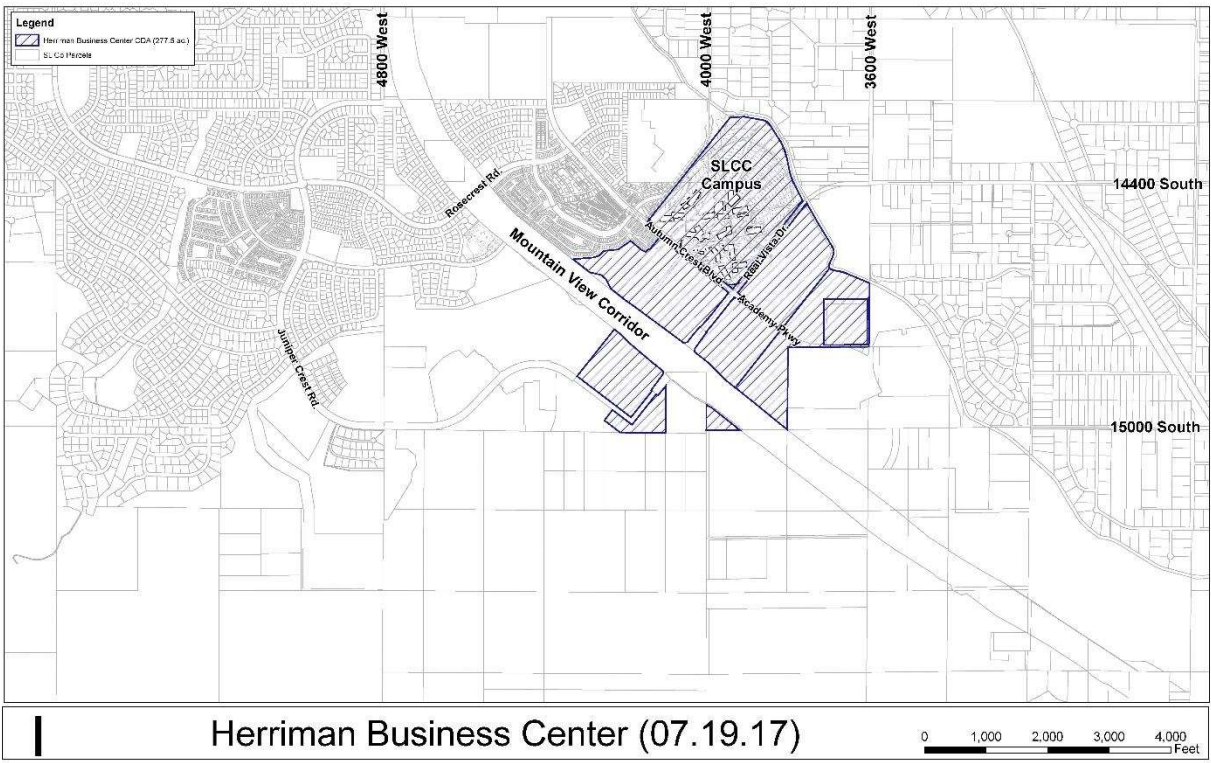 Legend
Herriman Business Center CDA (277.5 ac.)
SL Co Parcels
4800 West
4000 West
3600 West
SLCC
Campus
14400 South
Rosecrest Rd.
Autumn Crest Blvd
Real Vista Dr
Mountain View Corridor
Academy Pkwy
Juniper Crest Rd.
15000 South
Herriman Business Center (07.19.17)
0 1,000 2,000 3,000 4,000
Feet